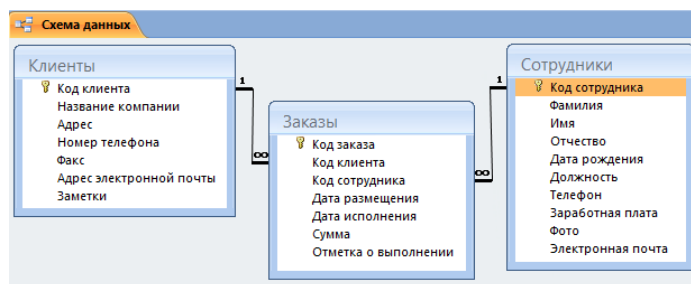 Схема данных
Клиенты
Код клиента
Название компании
Адрес
Номер телефона
Факс
Адрес электронной почты
Заметки
1
∞
Заказы
Код заказа
Код клиента
Код сотрудника
Дата размещения
Дата исполнения
Сумма
Отметка о выполнении
1
∞
Сотрудники
Код сотрудника
Фамилия
Имя
Отчество
Дата рождения
Должность
Телефон
Заработная плата
Фото
Электронная почта